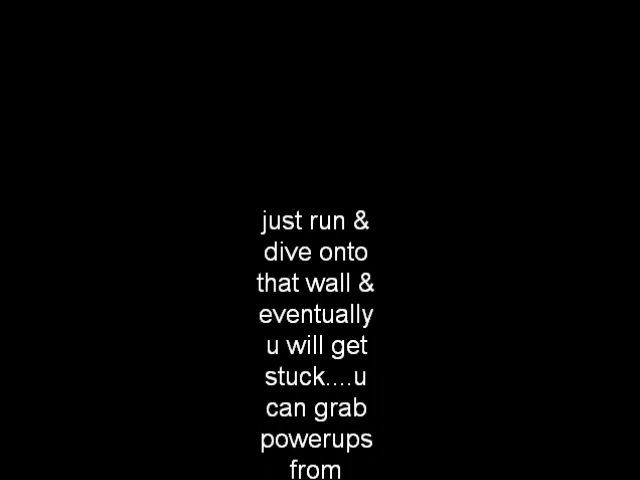 just run &
dive onto
that wall &
eventually
u will get
stuck....u
can grab
powerups
from